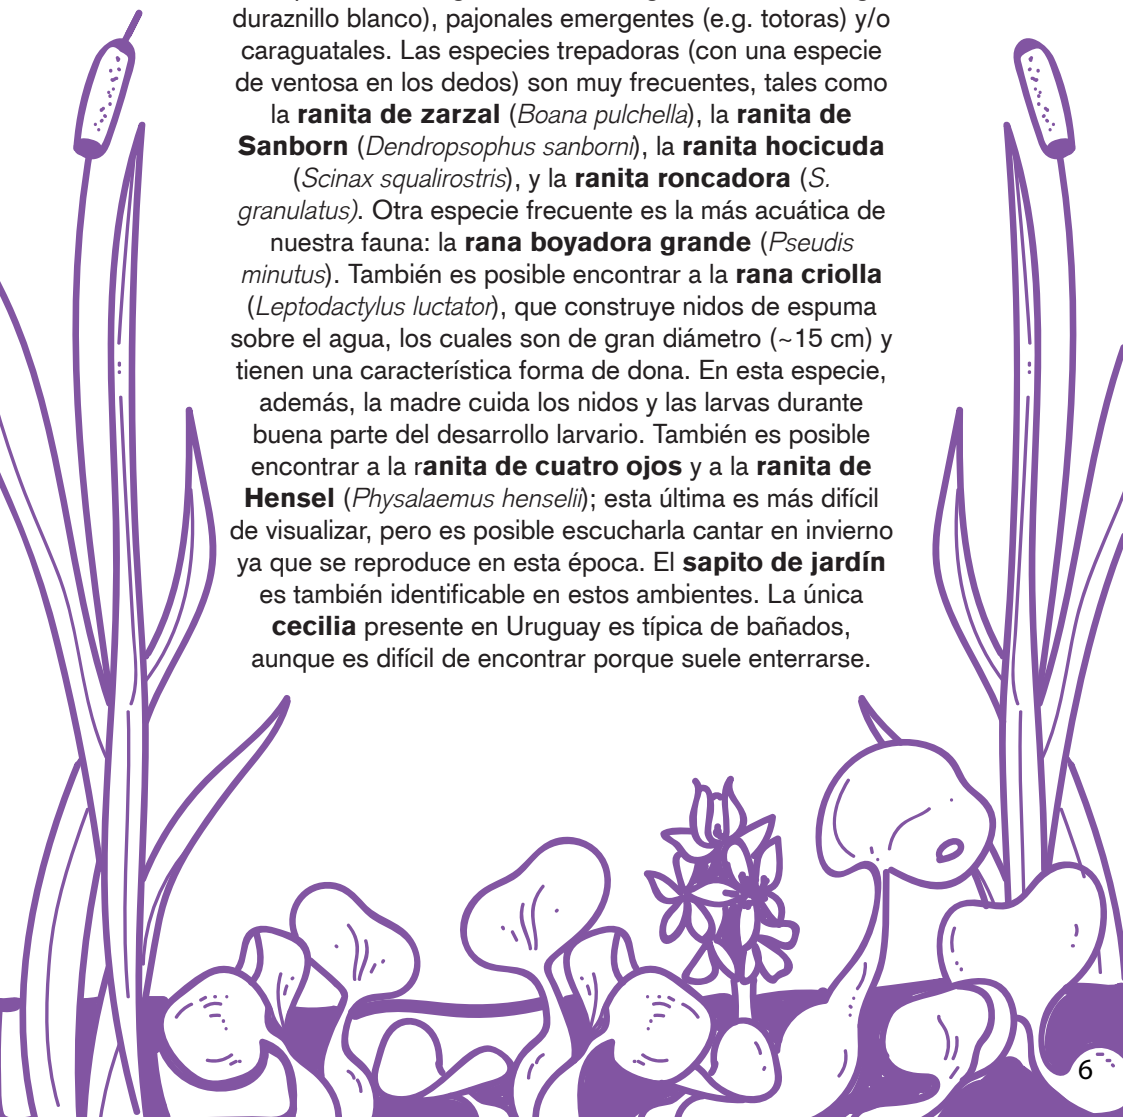 duraznillo blanco), pajonales emergentes (e.g. totoras) y/o
caraguatales. Las especies trepadoras (con una especie
de ventosa en los dedos) son muy frecuentes, tales como
la ranita de zarzal (Boana pulchella), la ranita de
Sanborn (Dendropsophus sanborni), la ranita hocicuda
(Scinax squalirostris), y la ranita roncadora (S.
granulatus). Otra especie frecuente es la más acuática de
nuestra fauna: la rana boyadora grande (Pseudis
minutus). También es posible encontrar a la rana criolla
(Leptodactylus luctator), que construye nidos de espuma
sobre el agua, los cuales son de gran diámetro (~15 cm) y
tienen una característica forma de dona. En esta especie,
además, la madre cuida los nidos y las larvas durante
buena parte del desarrollo larvario. También es posible
encontrar a la ranita de cuatro ojos y a la ranita de
Hensel (Physalaemus henselii); esta última es más difícil
de visualizar, pero es posible escucharla cantar en invierno
ya que se reproduce en esta época. El sapito de jardín
es también identificable en estos ambientes. La única
cecilia presente en Uruguay es típica de bañados,
aunque es difícil de encontrar porque suele enterrarse.
6